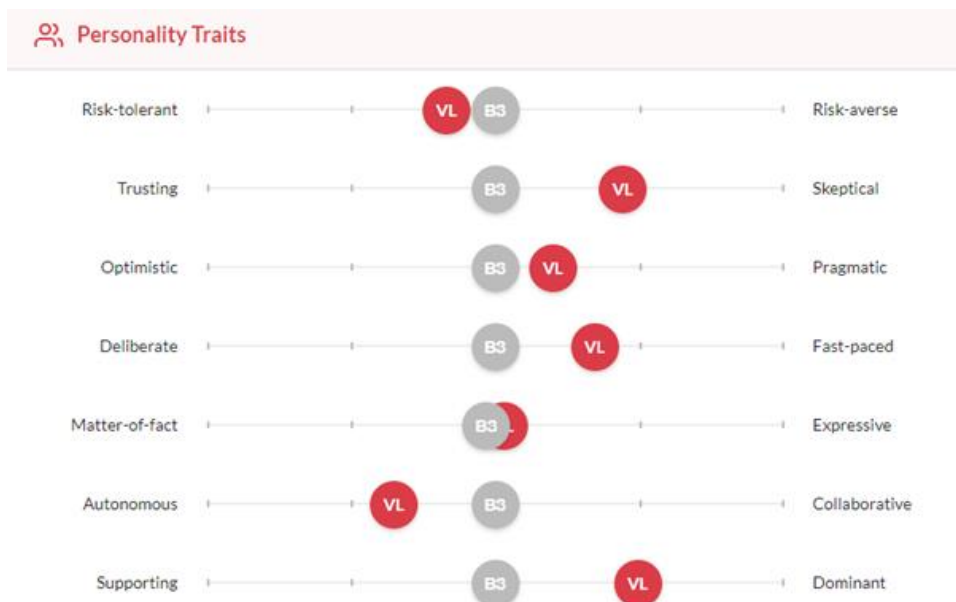 Personality Traits
Risk-tolerant VL B3 Risk-averse
Trusting B3 VL Skeptical
Optimistic B3 VL Pragmatic
Deliberate B3 VL Fast-paced
Matter-of-fact B3 L Expressive
Autonomous VL B3 Collaborative
Supporting B3 VL Dominant